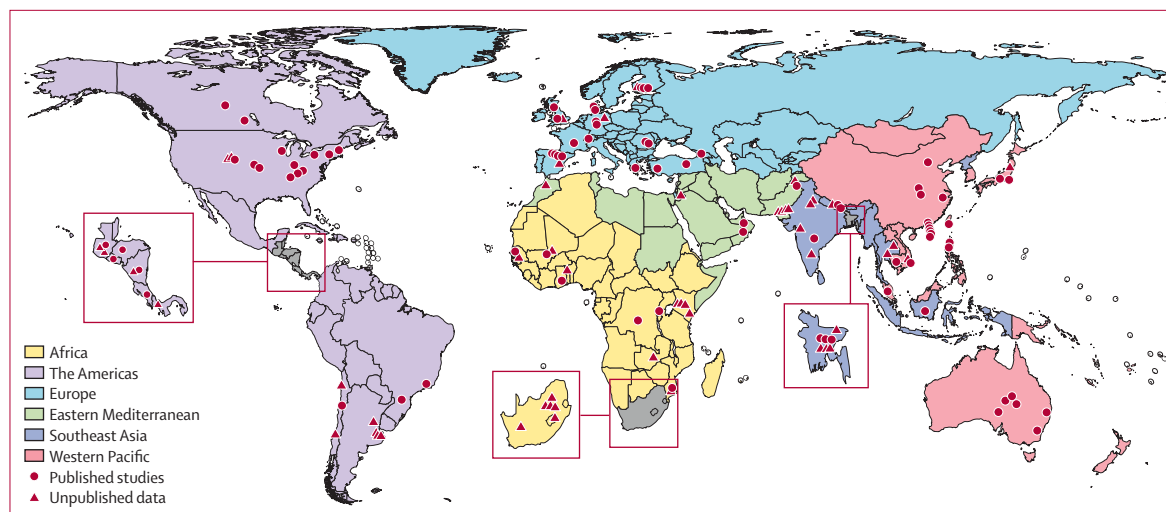 Africa
The Americas
Europe
Eastern Mediterranean
Southeast Asia
Western Pacific
Published studies
Unpublished data